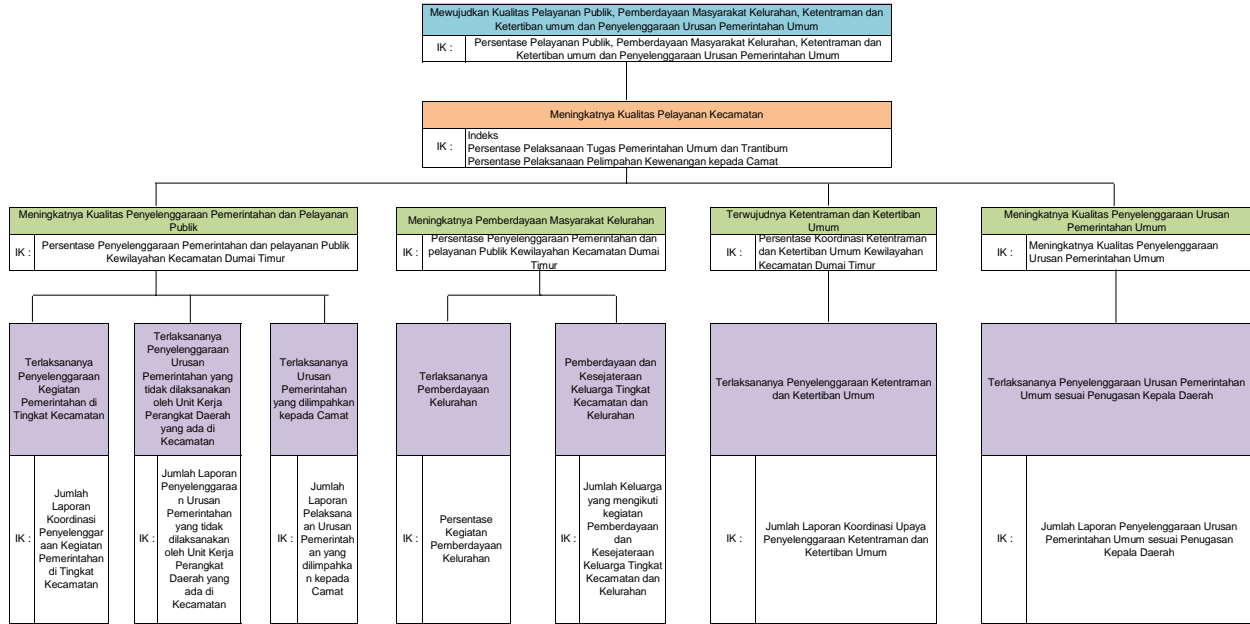 Mewujudkan Kualitas Pelayanan Publik, Pemberdayaan Masyarakat Kelurahan, Ketentraman dan
Ketertiban umum dan Penyelenggaraan Urusan Pemerintahan Umum
IK :
Persentase Pelayanan Publik, Pemberdayaan Masyarakat Kelurahan, Ketentraman dan
Ketertiban umum dan Penyelenggaraan Urusan Pemerintahan Umum
Meningkatnya Kualitas Pelayanan Kecamatan
IK :
Indeks
Persentase Pelaksanaan Tugas Pemerintahan Umum dan Trantibum
Persentase Pelaksanaan Pelimpahan Kewenangan kepada Camat
Meningkatnya Kualitas Penyelenggaraan Pemerintahan dan Pelayanan
Publik
IK :
Persentase Penyelenggaraan Pemerintahan dan pelayanan Publik
Kewilayahan Kecamatan Dumai Timur
Meningkatnya Pemberdayaan Masyarakat Kelurahan
IK :
Persentase Penyelenggaraan Pemerintahan dan
pelayanan Publik Kewilayahan Kecamatan Dumai
Timur
Terwujudnya Ketentraman dan Ketertiban
Umum
IK :
Persentase Koordinasi Ketentraman
dan Ketertiban Umum Kewilayahan
Kecamatan Dumai Timur
Meningkatnya Kualitas Penyelenggaraan Urusan
Pemerintahan Umum
IK :
Meningkatnya Kualitas Penyelenggaraan
Urusan Pemerintahan Umum
Terlaksananya
Penyelenggaraan
Kegiatan
Pemerintahan di
Tingkat Kecamatan
IK :
Jumlah
Laporan
Koordinasi
Penyelenggar
aan Kegiatan
Pemerintahan
di Tingkat
Kecamatan
Terlaksananya
Penyelenggaraan
Urusan
Pemerintahan yang
tidak dilaksanakan
oleh Unit Kerja
Perangkat Daerah
yang ada di
Kecamatan
IK :
Jumlah Laporan
Penyelenggaraa
n Urusan
Pemerintahan
yang tidak
dilaksanakan
oleh Unit Kerja
Perangkat
Daerah yang
ada di
Kecamatan
Terlaksananya
Urusan
Pemerintahan
yang dilimpahkan
kepada Camat
IK :
Jumlah
Laporan
Pelaksana
an Urusan
Pemerintah
an yang
dilimpahka
n kepada
Camat
Terlaksananya
Pemberdayaan
Kelurahan
IK :
Persentase
Kegiatan
Pemberdayaan
Kelurahan
Pemberdayaan dan
Kesejateraan
Keluarga Tingkat
Kecamatan dan
Kelurahan
IK :
Jumlah Keluarga
yang mengikuti
kegiatan
Pemberdayaan
dan
Kesejateraan
Keluarga Tingkat
Kecamatan dan
Kelurahan
Terlaksananya Penyelenggaraan Ketentraman
dan Ketertiban Umum
IK :
Jumlah Laporan Koordinasi Upaya
Penyelenggaraan Ketentraman dan
Ketertiban Umum
Terlaksananya Penyelenggaraan Urusan Pemerintahan
Umum sesuai Penugasan Kepala Daerah
IK :
Jumlah Laporan Penyelenggaraan Urusan
Pemerintahan Umum sesuai Penugasan
Kepala Daerah